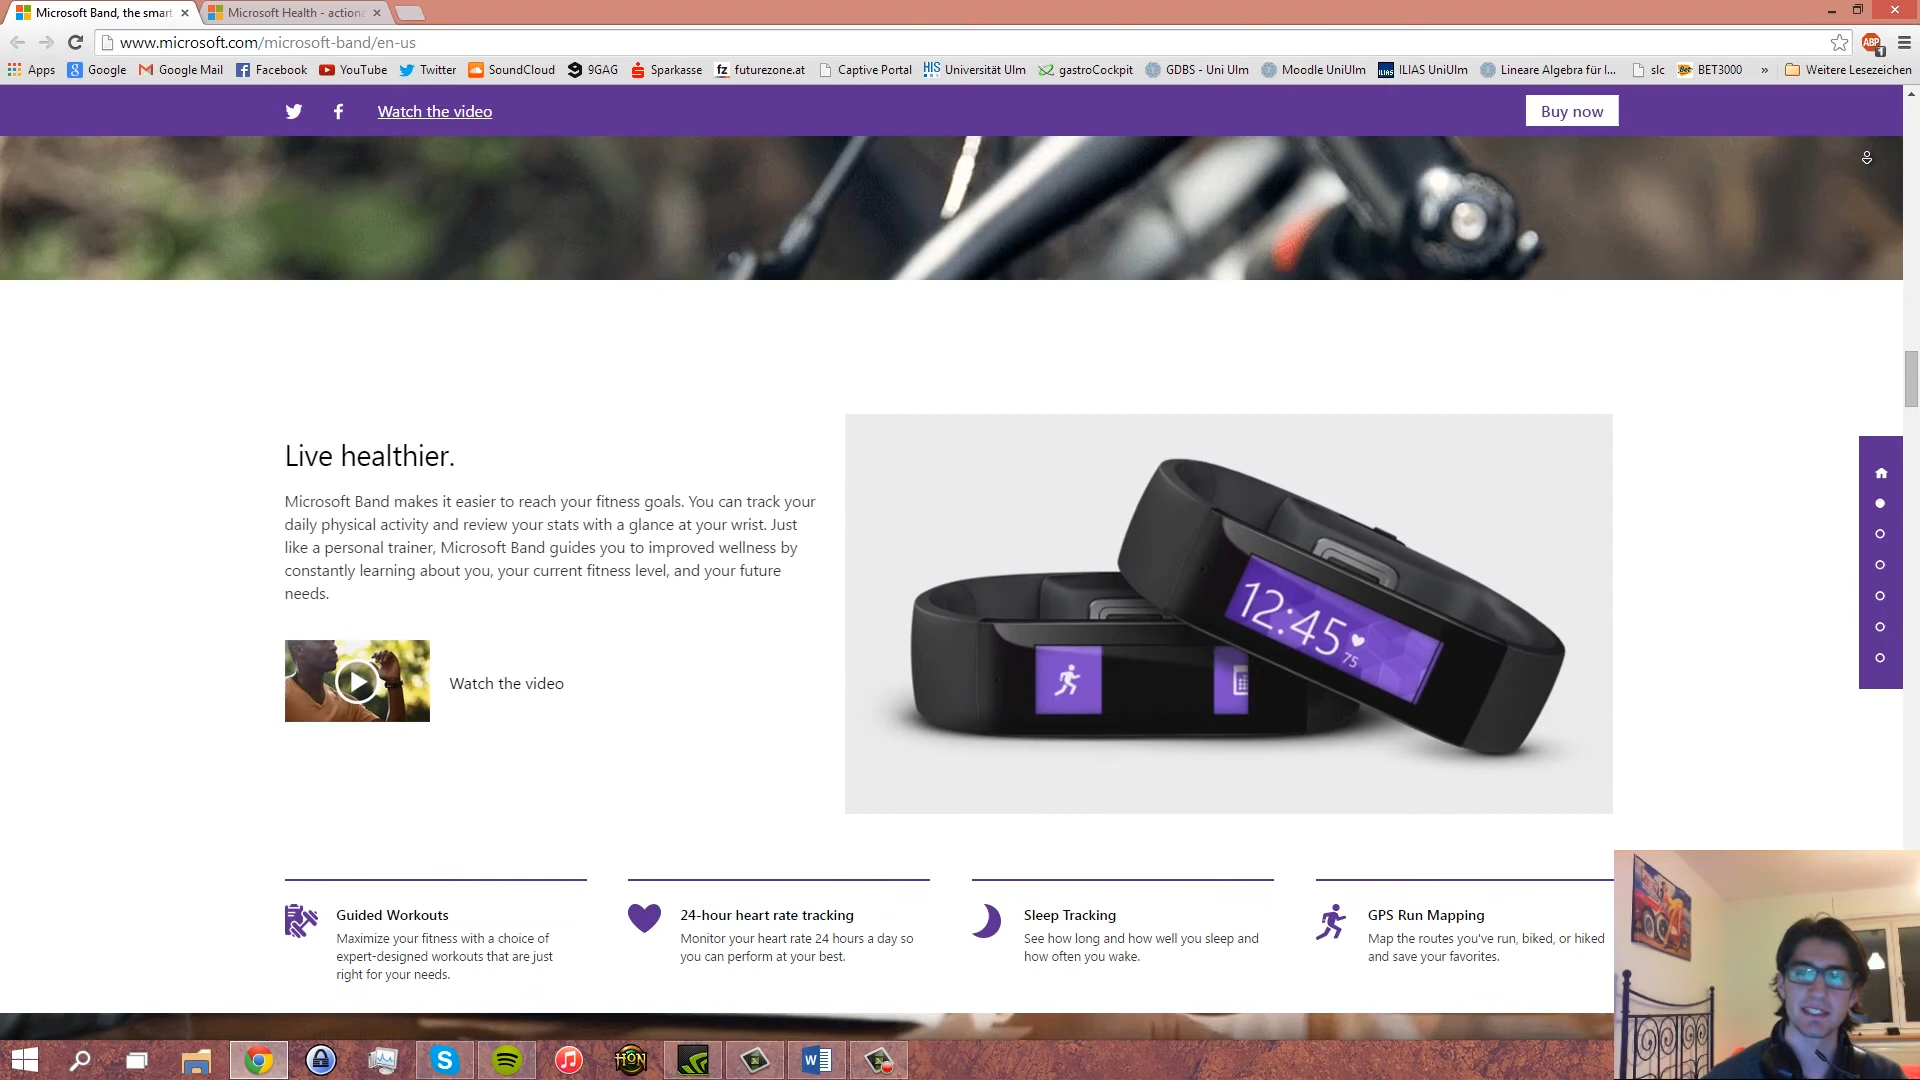 Microsoft Band, the smart
Microsoft Health - actiona
www.microsoft.com/microsoft-band/en-us
ABP
1
Apps
Google
Google Mail
Facebook
YouTube
Twitter
SoundCloud
9GAG
Sparkasse
fz futurezone.at
Captive Portal
HIS Universität Ulm
gastroCockpit
GDBS - Uni Ulm
Moodle UniUlm
ILIAS ILIAS UniUlm
Lineare Algebra für I...
slc
Bet BET3000
»
Weitere Lesezeichen
Watch the video
Buy now
Live healthier.
Microsoft Band makes it easier to reach your fitness goals. You can track your
daily physical activity and review your stats with a glance at your wrist. Just
like a personal trainer, Microsoft Band guides you to improved wellness by
constantly learning about you, your current fitness level, and your future
needs.
Watch the video
12:45
75
Guided Workouts
Maximize your fitness with a choice of
expert-designed workouts that are just
right for your needs.
24-hour heart rate tracking
Monitor your heart rate 24 hours a day so
you can perform at your best.
Sleep Tracking
See how long and how well you sleep and
how often you wake.
GPS Run Mapping
Map the routes you've run, biked, or hiked
and save your favorites.
HON